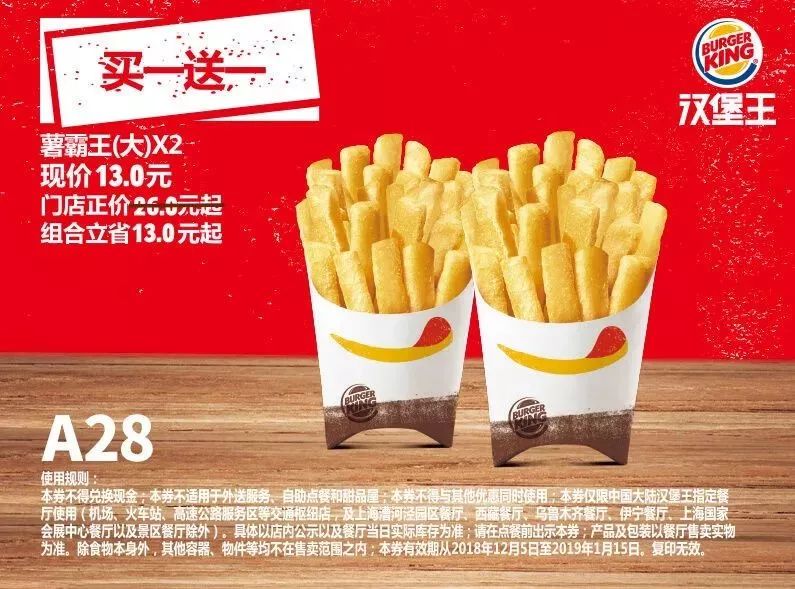 买一送一
BURGER
KING
汉堡王
薯霸王(大)X2
现价13.0元
门店正价26.0元起
组合立省13.0元起
BURGER
KING
BURGER
KING
A28
使用规则：
本券不得兑换现金；本券不适用于外送服务、自助点餐和甜品屋；本券不得与其他优惠同时使用；本券仅限中国大陆汉堡王指定餐
厅使用（机场、火车站、高速公路服务区等交通枢纽店，及上海漕河泾园区餐厅、西藏餐厅、乌鲁木齐餐厅、伊宁餐厅、上海国家
会展中心餐厅以及景区餐厅除外）。具体以店内公示以及餐厅当日实际库存为准；请在点餐前出示本券；产品及包装以餐厅售卖实物
为准。除食物本身外，其他容器、物件等均不在售卖范围之内；本券有效期从2018年12月5日至2019年1月15日。复印无效。